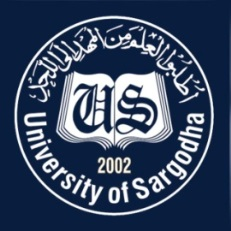 اطلبوا العلم من المهد الى اللحد
US
2002
University of Sargodha